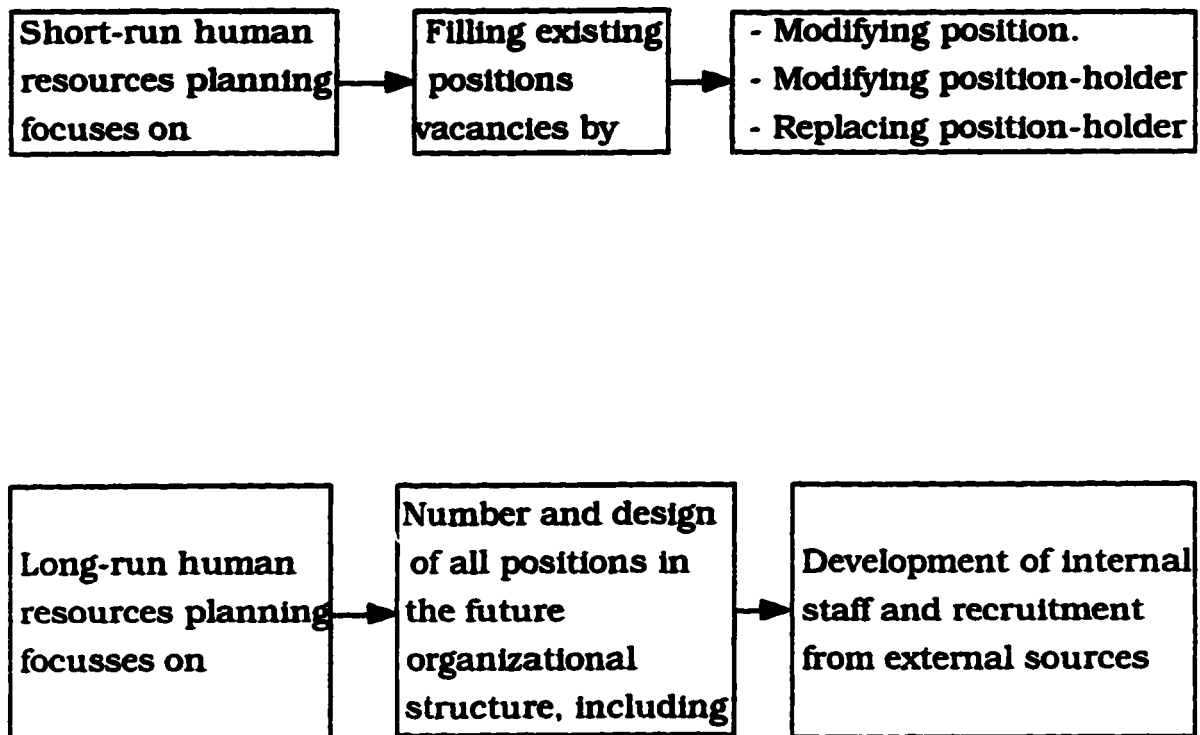 Short-run human
resources planning
focuses on
Filling existing
positions
vacancies by
- Modifying position.
- Modifying position-holder
- Replacing position-holder
Long-run human
resources planning
focusses on
Number and design
of all positions in
the future
organizational
structure, including
Development of internal
staff and recruitment
from external sources